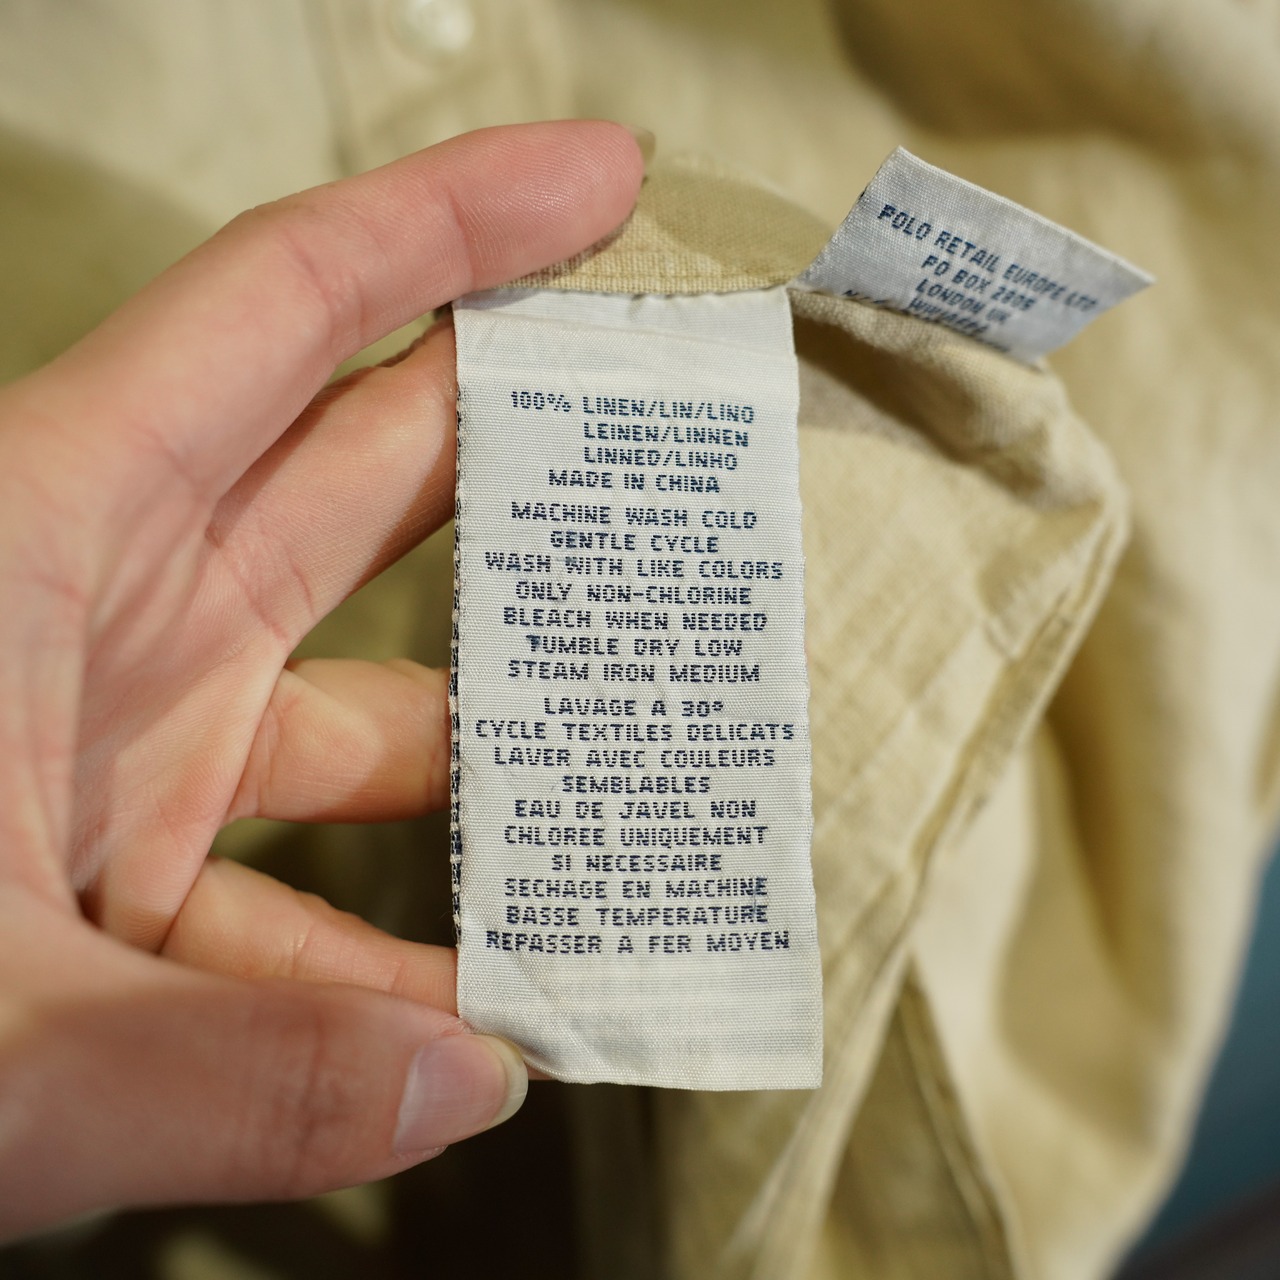 100% LINEN/LIN/LINO
LEINEN/LINNEN
LINNED/LINHO
MADE IN CHINA
MACHINE WASH COLD
GENTLE CYCLE
WASH WITH LIKE COLORS
ONLY NON-CHLORINE
BLEACH WHEN NEEDED
TUMBLE DRY LOW
STEAM IRON MEDIUM
LAVAGE A 30°
CYCLE TEXTILES DELICATS
LAVER AVEC COULEURS
SEMBLABLES
EAU DE JAVEL NON
CHLOREE UNIQUEMENT
SI NECESSAIRE
SECHAGE EN MACHINE
BASSE TEMPERATURE
REPASSER A FER MOYEN
POLO RETAIL EUROPE LTD
PO BOX 2806
LONDON UK